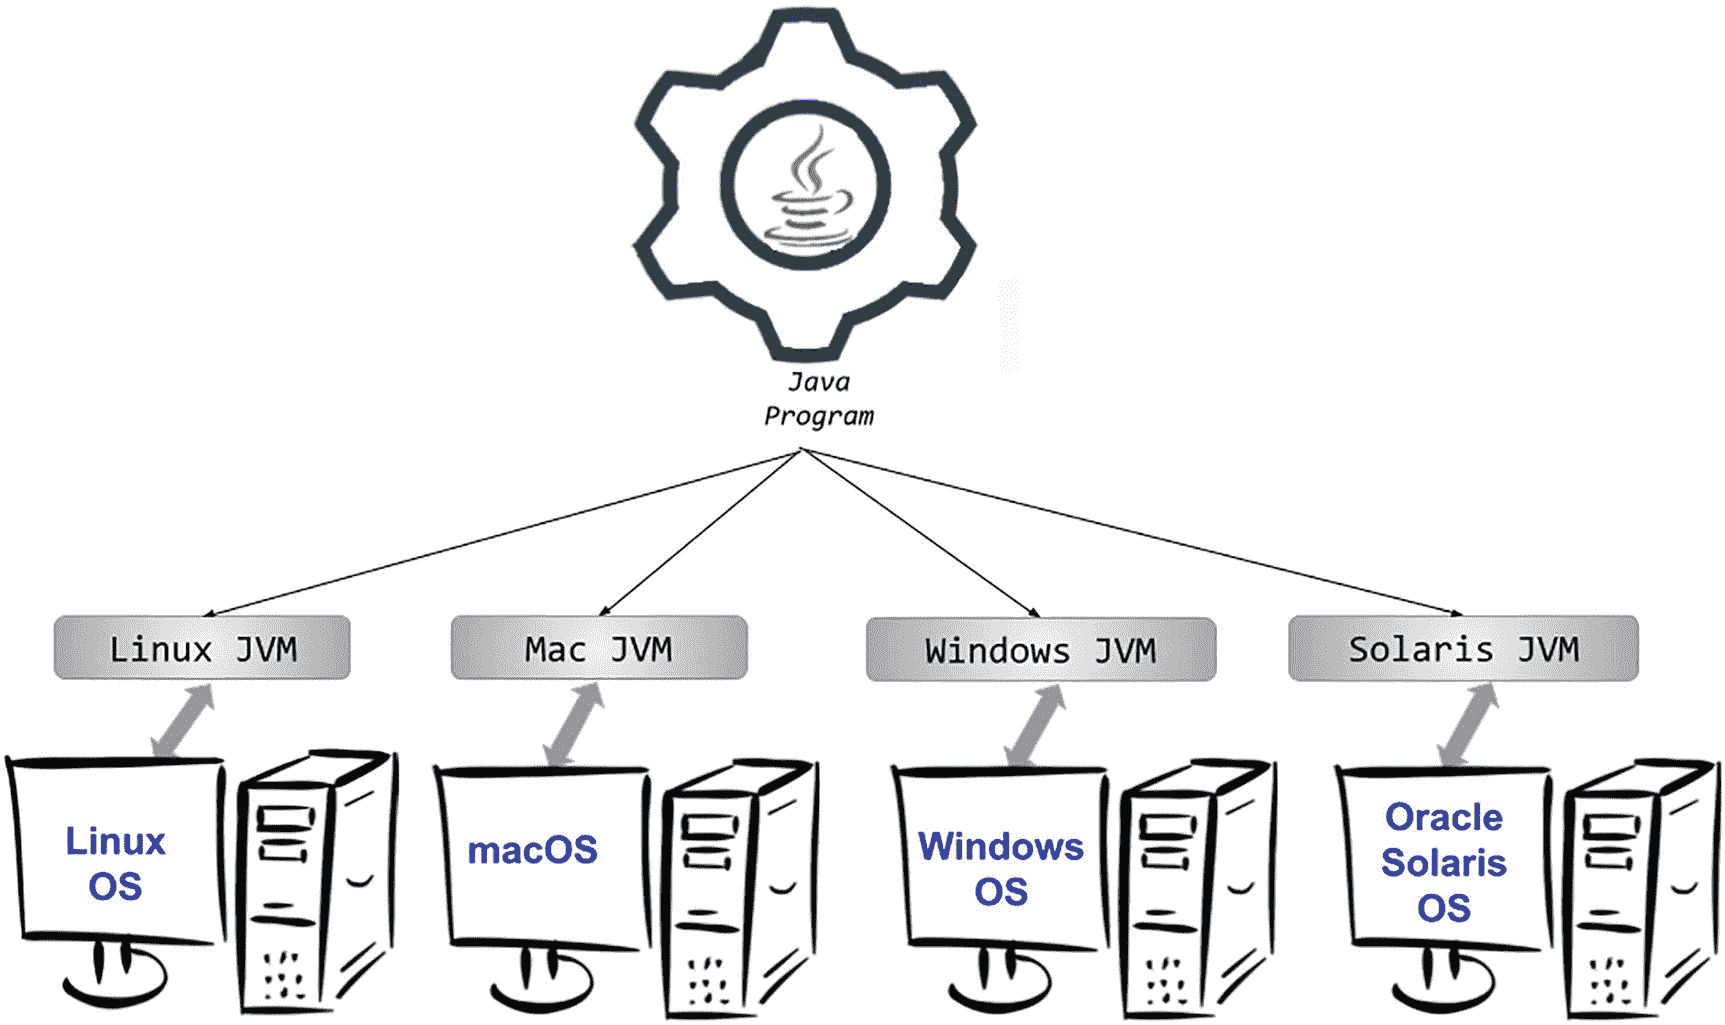 Java
Program
Linux JVM
Mac JVM
Windows JVM
Solaris JVM
Linux
OS
macOS
Windows
OS
Oracle
Solaris
OS